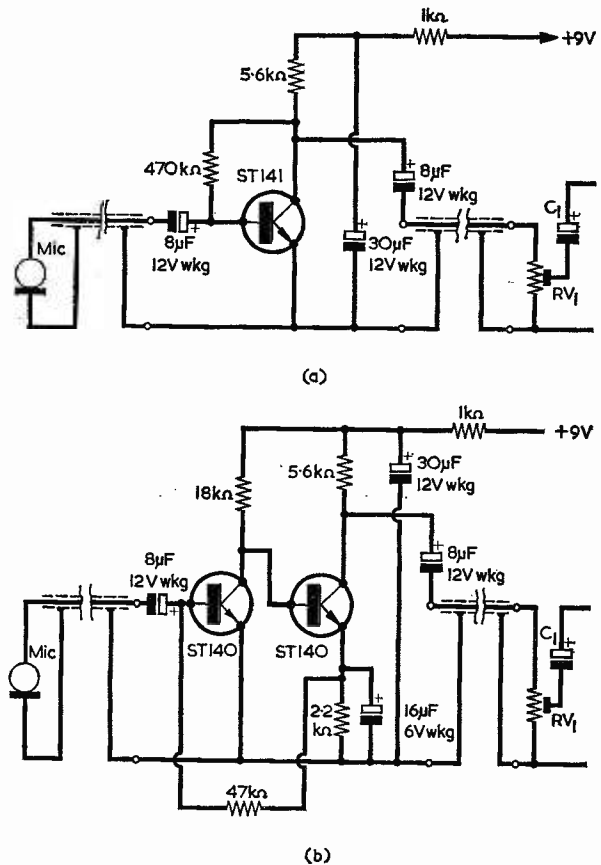 1kΩ
+9V
5·6kΩ
470kΩ
ST141
8μF
12V wkg
Mic
8μF
12V wkg
30μF
12V wkg
C1
RV1
(a)
1kΩ
+9V
18kΩ
5·6kΩ
30μF
12V wkg
8μF
12V wkg
8μF
12V wkg
Mic
ST140
ST140
C1
2·2
kΩ
16μF
6V wkg
RV1
47kΩ
(b)